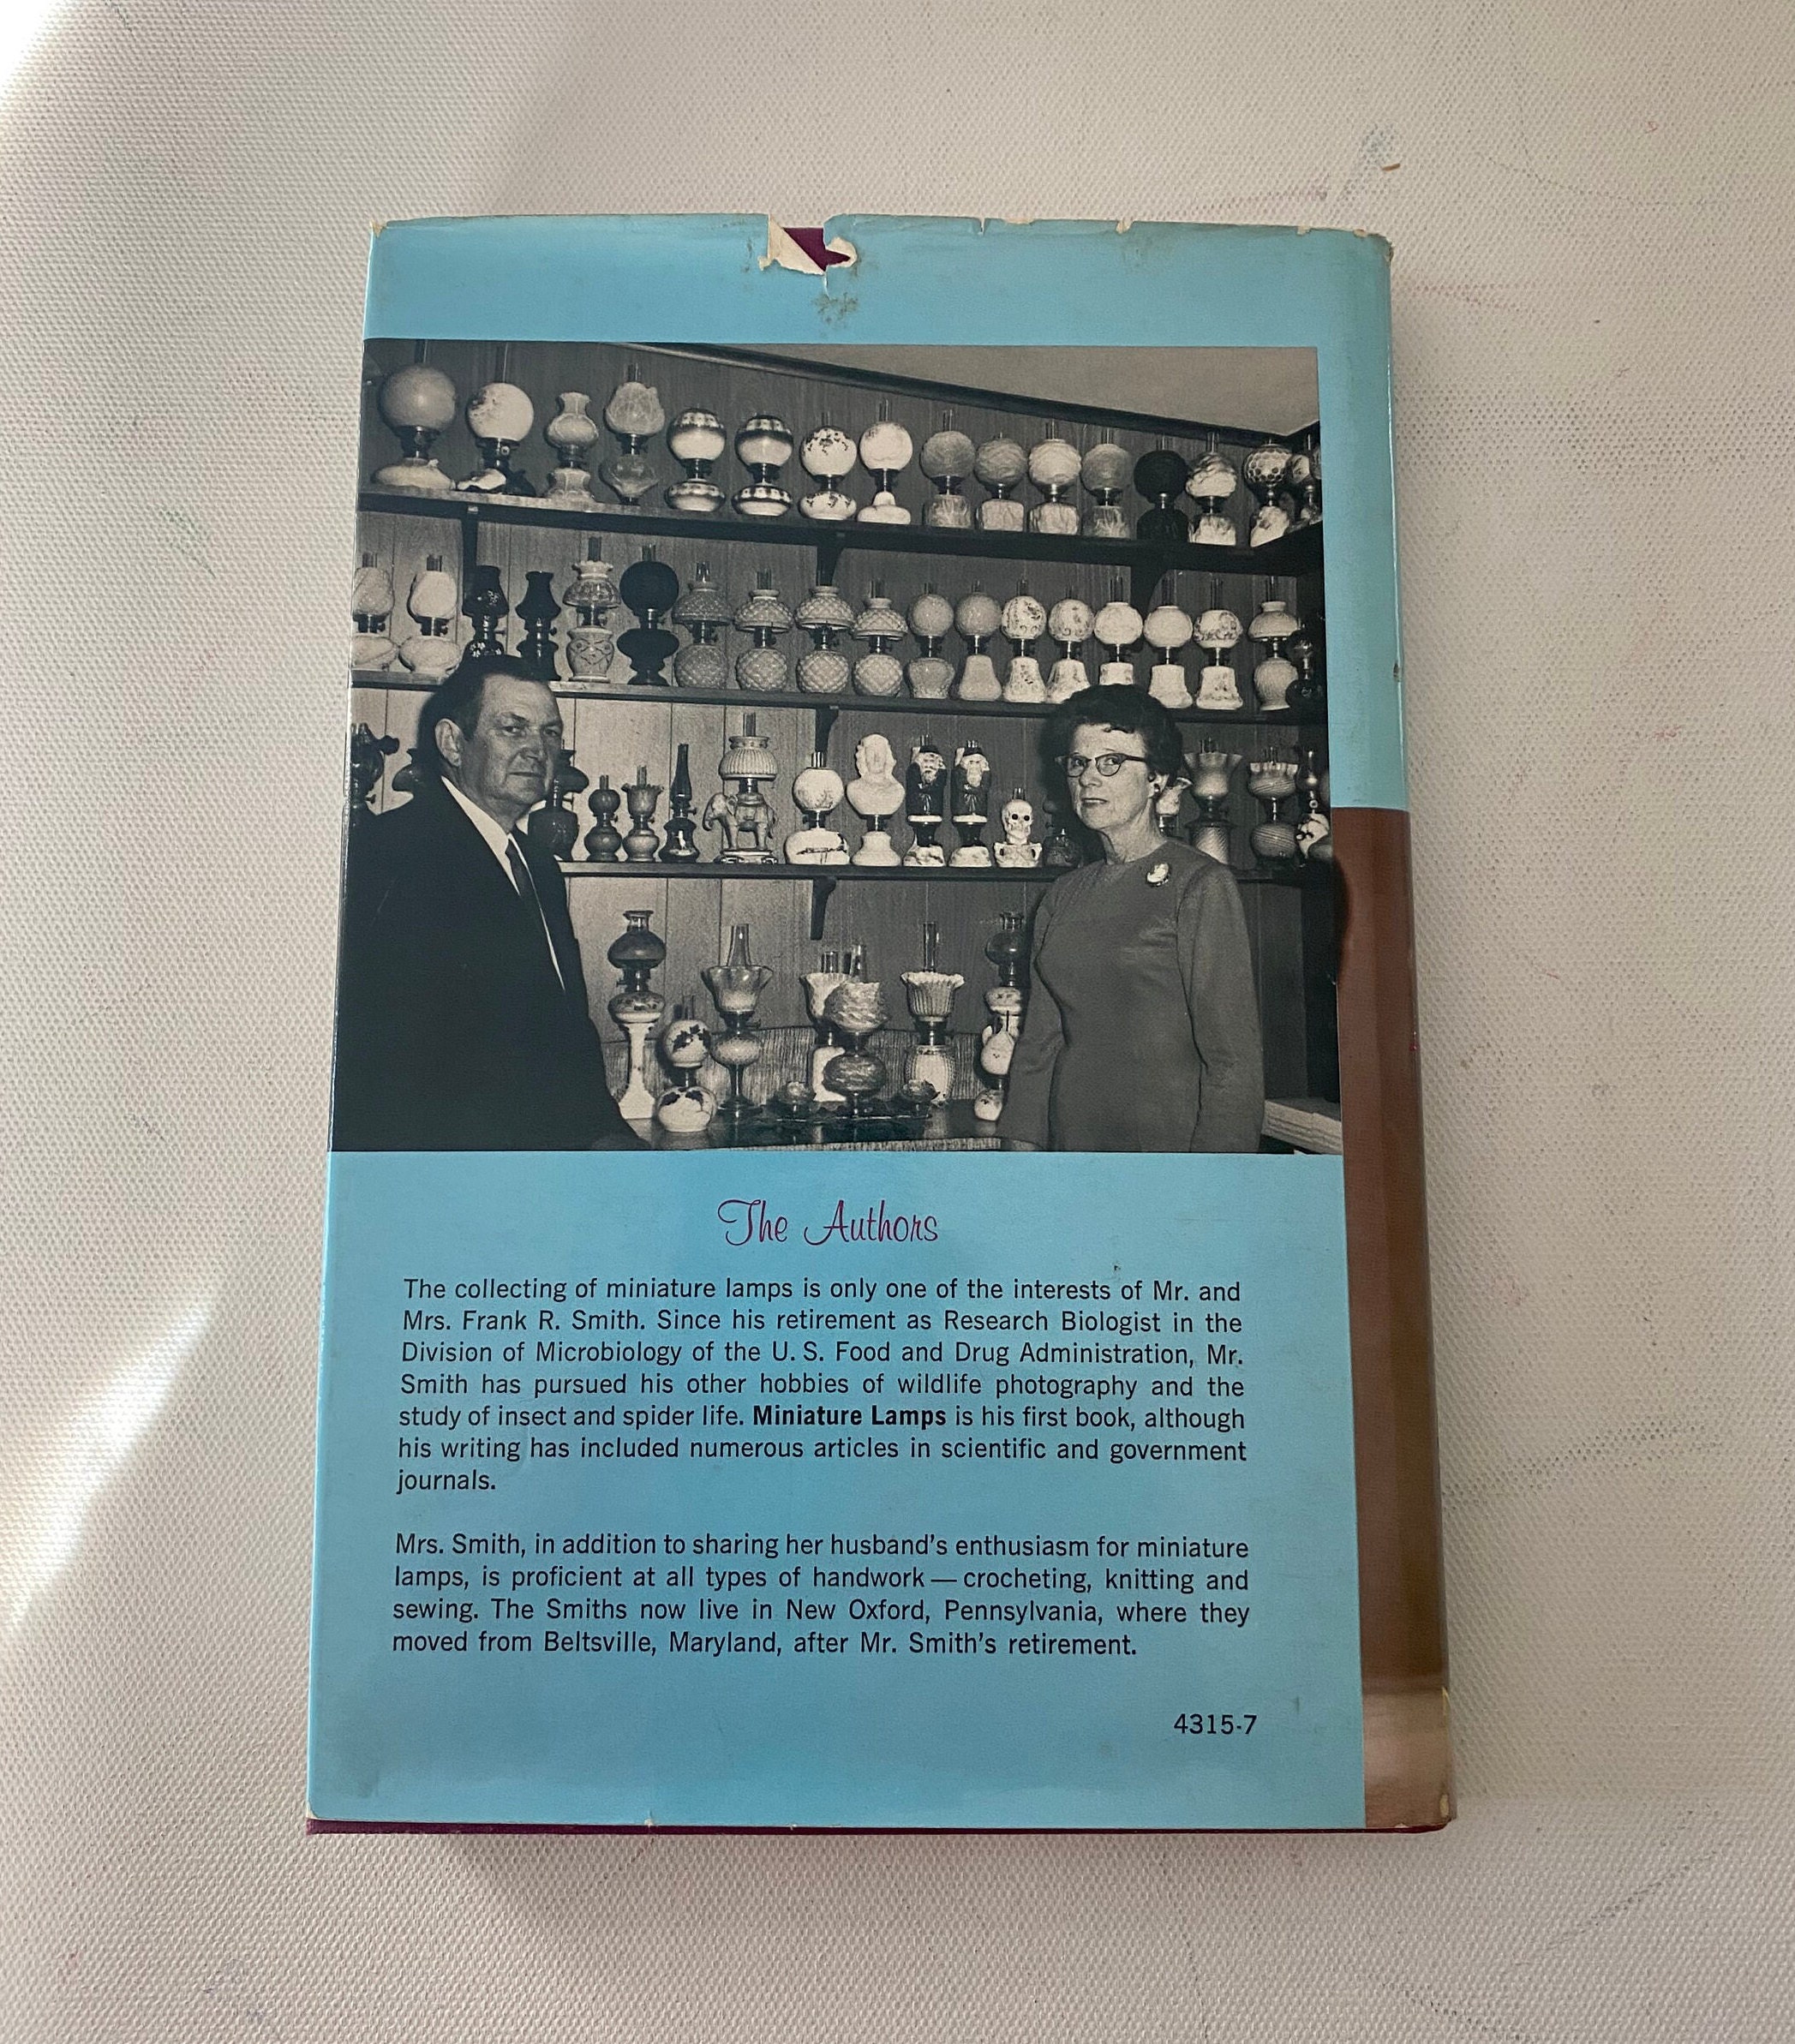 The Authors
The collecting of miniature lamps is only one of the interests of Mr. and
Mrs. Frank R. Smith. Since his retirement as Research Biologist in the
Division of Microbiology of the U. S. Food and Drug Administration, Mr.
Smith has pursued his other hobbies of wildlife photography and the
study of insect and spider life. Miniature Lamps is his first book, although
his writing has included numerous articles in scientific and government
journals.
Mrs. Smith, in addition to sharing her husband's enthusiasm for miniature
lamps, is proficient at all types of handwork — crocheting, knitting and
sewing. The Smiths now live in New Oxford, Pennsylvania, where they
moved from Beltsville, Maryland, after Mr. Smith's retirement.
4315-7